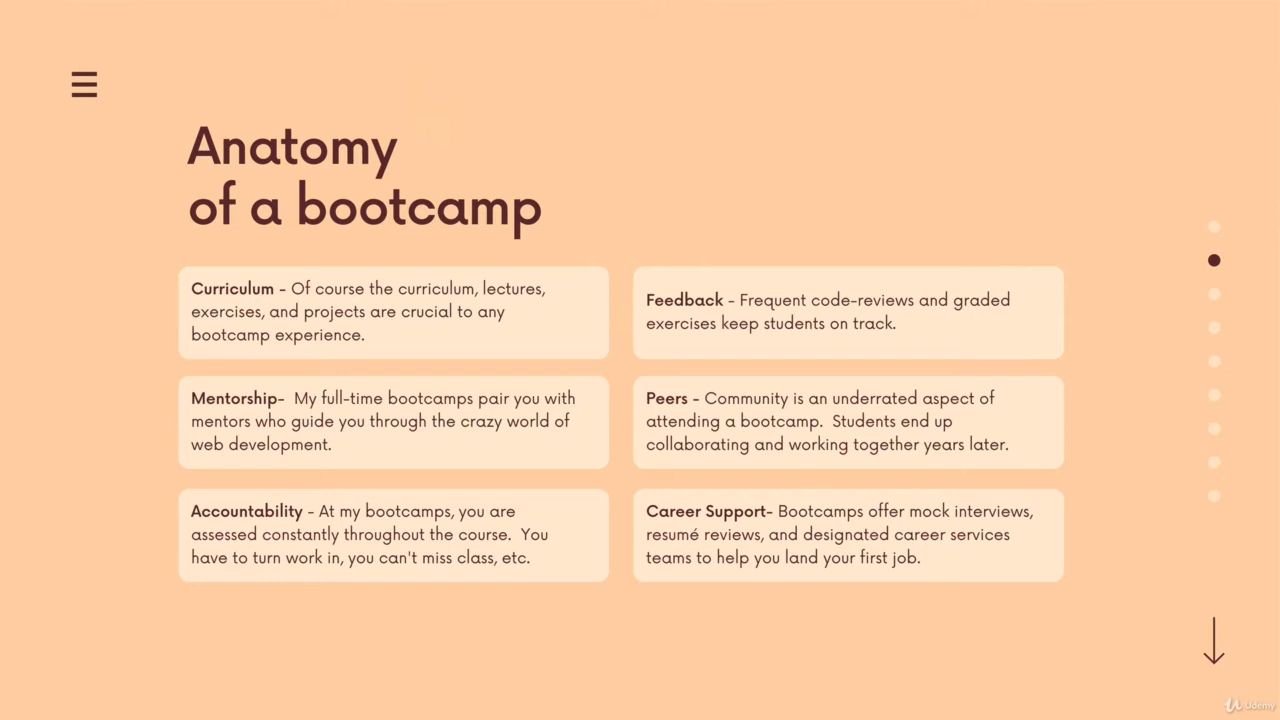 Anatomy
of a bootcamp
Curriculum - Of course the curriculum, lectures,
exercises, and projects are crucial to any
bootcamp experience.
Feedback - Frequent code-reviews and graded
exercises keep students on track.
Mentorship-  My full-time bootcamps pair you with
mentors who guide you through the crazy world of
web development.
Peers - Community is an underrated aspect of
attending a bootcamp.  Students end up
collaborating and working together years later.
Accountability - At my bootcamps, you are
assessed constantly throughout the course.  You
have to turn work in, you can't miss class, etc.
Career Support- Bootcamps offer mock interviews,
resumé reviews, and designated career services
teams to help you land your first job.
Udemy